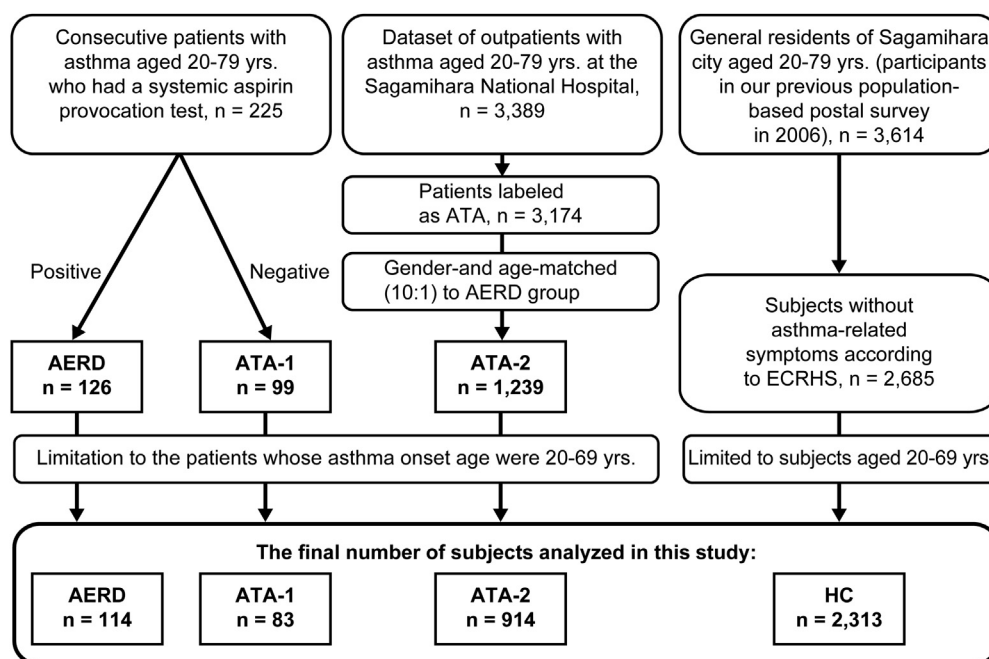 Consecutive patients with
asthma aged 20-79 yrs.
who had a systemic aspirin
provocation test, n = 225
Dataset of outpatients with
asthma aged 20-79 yrs. at the
Sagamihara National Hospital,
n = 3,389
General residents of Sagamihara
city aged 20-79 yrs. (participants
in our previous population-
based postal survey
in 2006), n = 3,614
Patients labeled
as ATA, n = 3,174
Positive
Negative
Gender-and age-matched
(10:1) to AERD group
Subjects without
asthma-related
symptoms according
to ECRHS, n = 2,685
AERD
n = 126
ATA-1
n = 99
ATA-2
n = 1,239
Limitation to the patients whose asthma onset age were 20-69 yrs.
Limited to subjects aged 20-69 yrs
The final number of subjects analyzed in this study:
AERD
n = 114
ATA-1
n = 83
ATA-2
n = 914
HC
n = 2,313